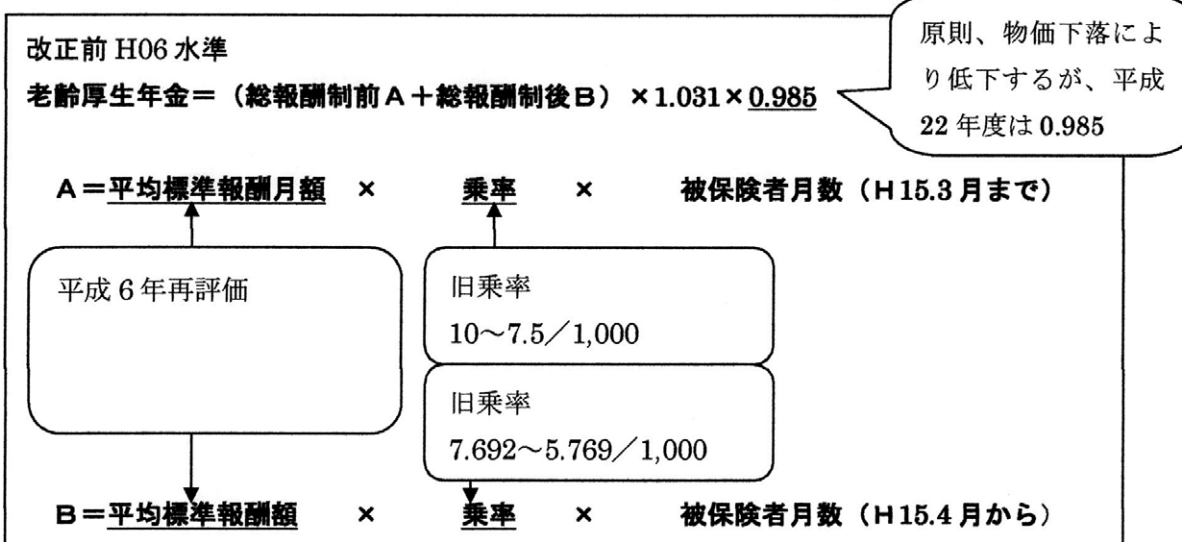 改正前 H06 水準
老齢厚生年金＝（総報酬制前A＋総報酬制後B）×1.031×0.985
原則、物価下落によ
り低下するが、平成
22 年度は 0.985
A＝平均標準報酬月額 × 乗率 × 被保険者月数（H15.3 月まで）
平成 6 年再評価
旧乗率
10～7.5／1,000
旧乗率
7.692～5.769／1,000
B＝平均標準報酬額 × 乗率 × 被保険者月数（H15.4 月から）